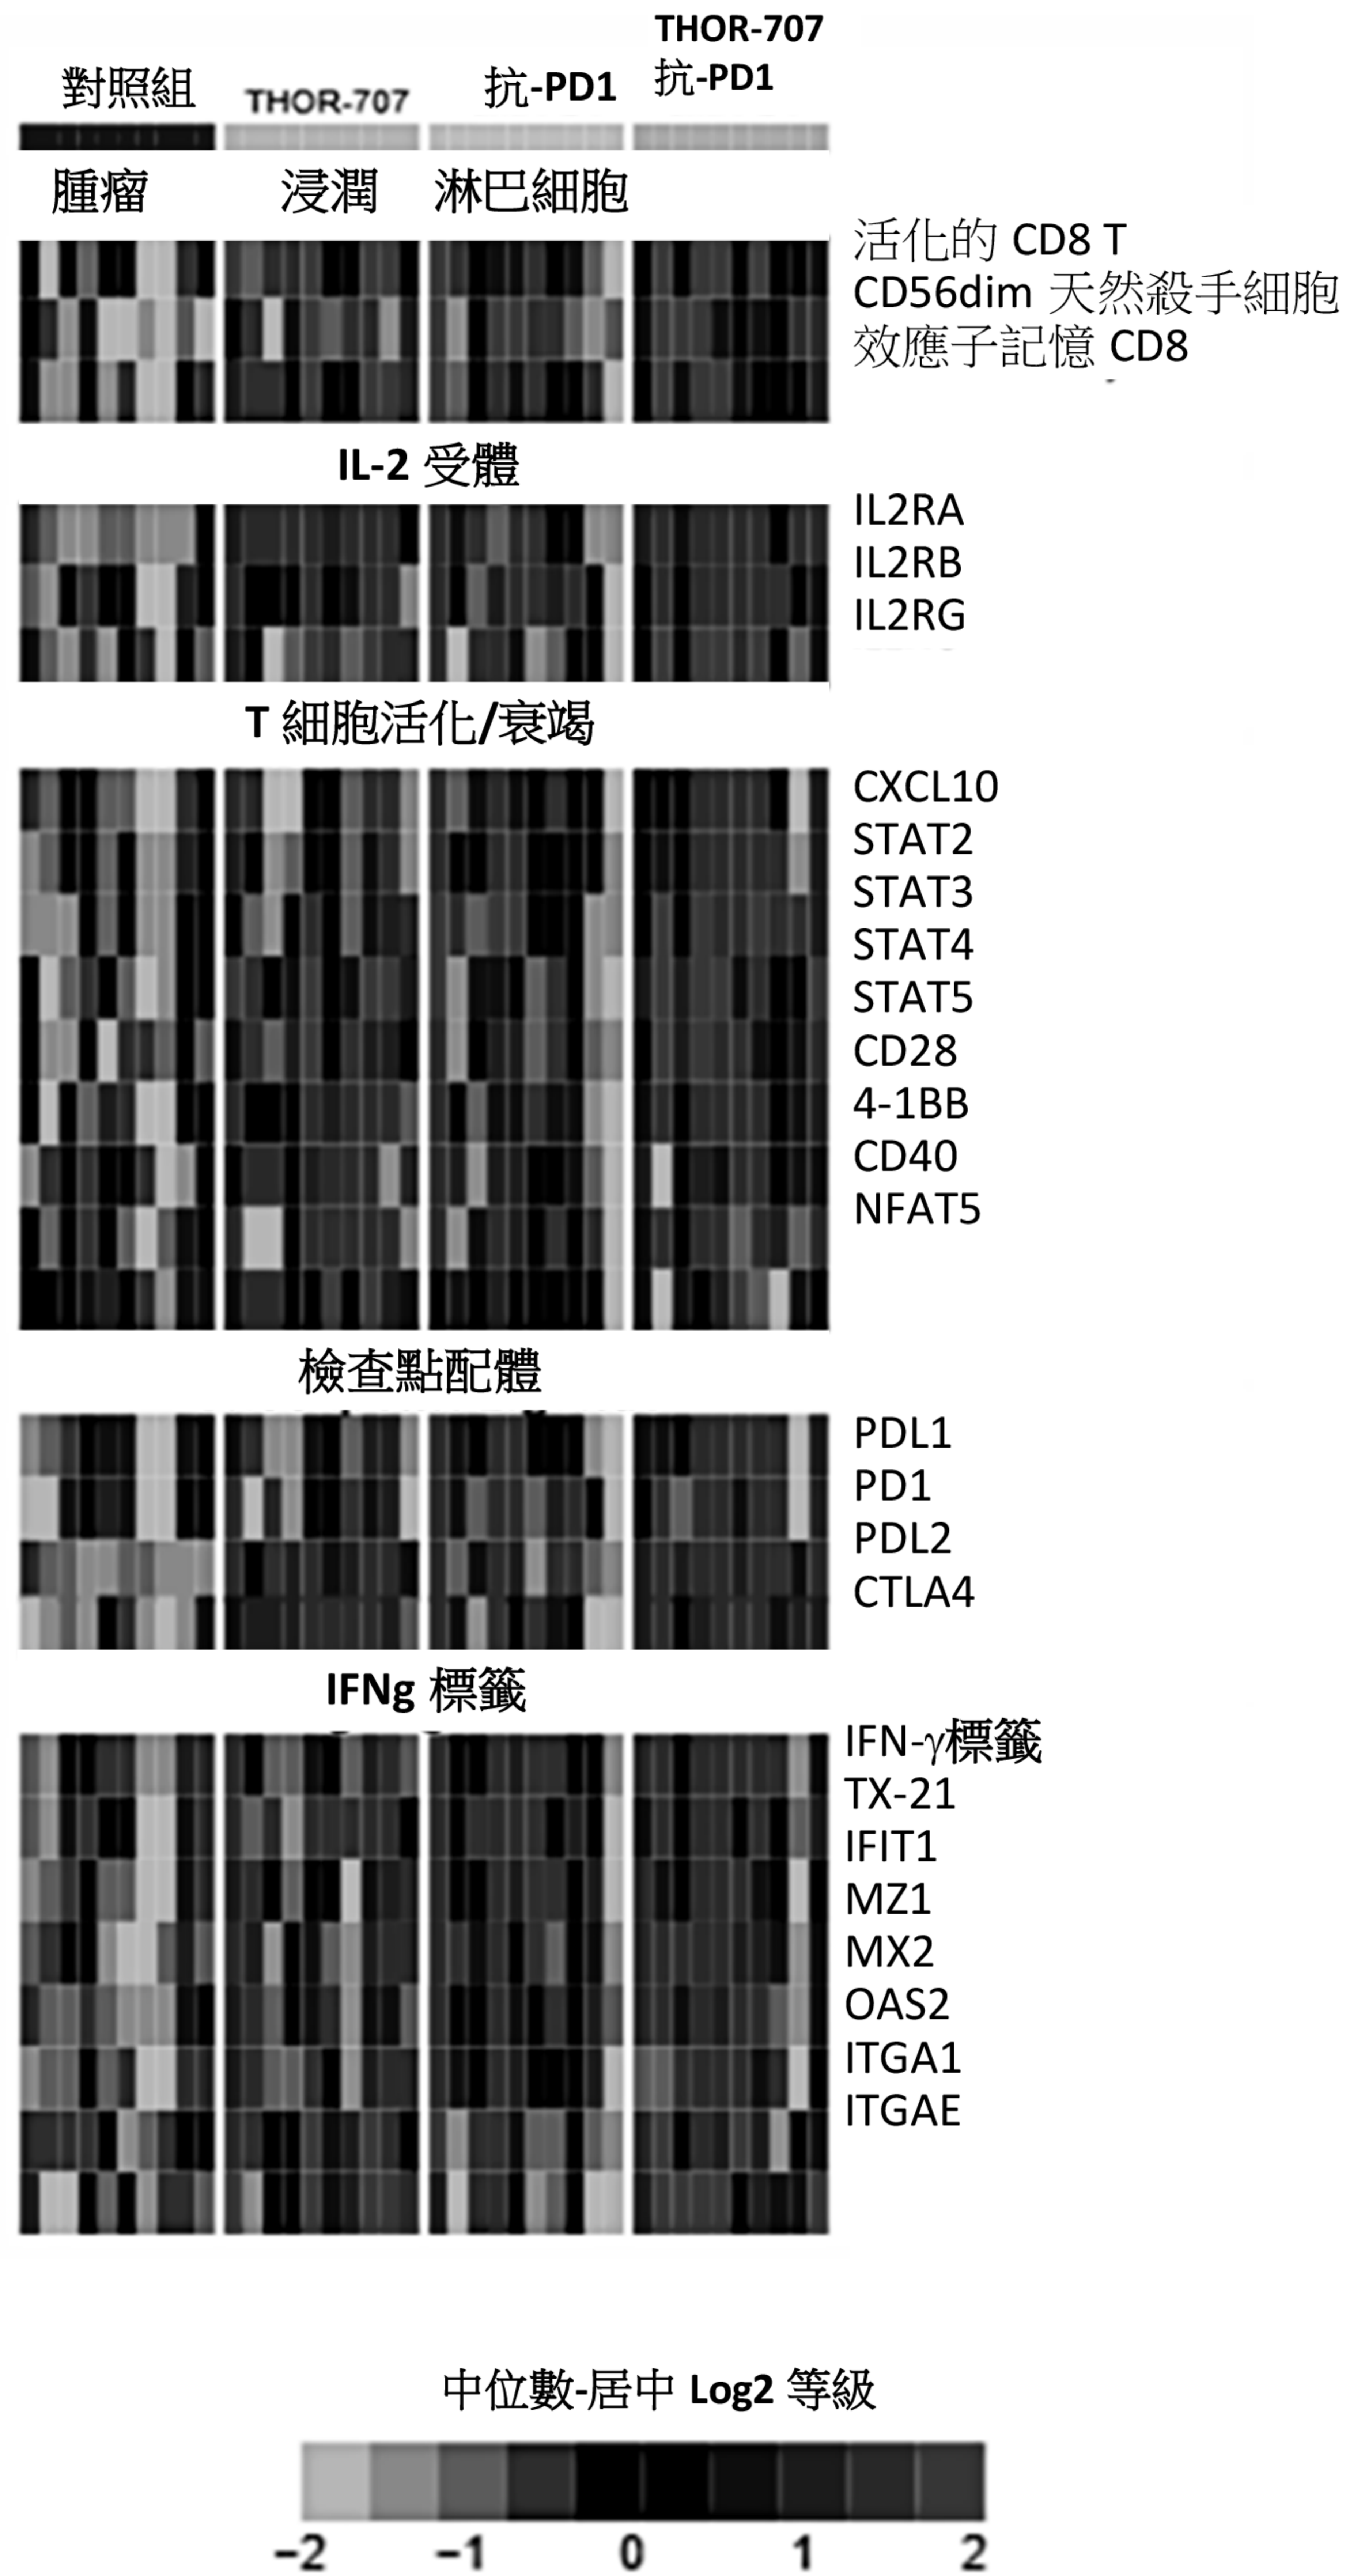 對照組
THOR-707
抗-PD1
THOR-707
抗-PD1
腫瘤 浸潤 淋巴細胞
活化的 CD8 T
CD56dim 天然殺手細胞
效應子記憶 CD8
IL-2 受體
IL2RA
IL2RB
IL2RG
T 細胞活化/衰竭
CXCL10
STAT2
STAT3
STAT4
STAT5
CD28
4-1BB
CD40
NFAT5
檢查點配體
PDL1
PD1
PDL2
CTLA4
IFNg 標籤
IFN-γ標籤
TX-21
IFIT1
MZ1
MX2
OAS2
ITGA1
ITGAE
中位數-居中 Log2 等級
−2 −1 0 1 2